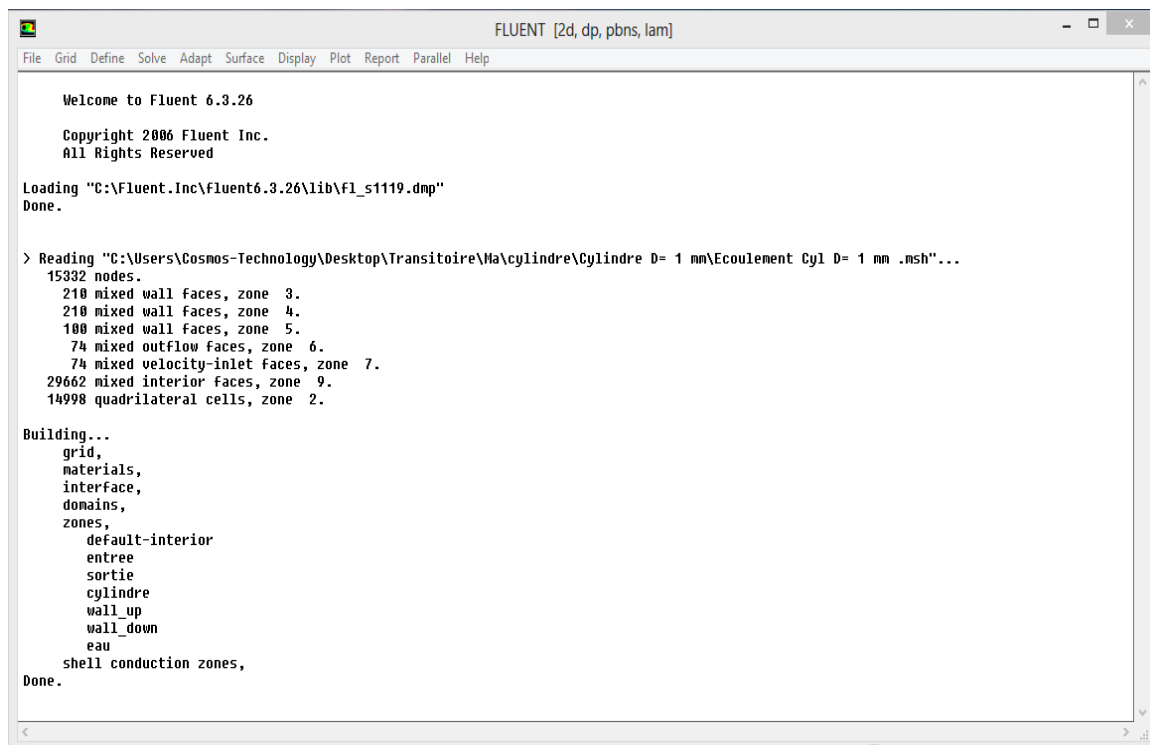 FLUENT [2d, dp, pbns, lam]
File Grid Define Solve Adapt Surface Display Plot Report Parallel Help
Welcome to Fluent 6.3.26
Copyright 2006 Fluent Inc.
All Rights Reserved
Loading "C:\Fluent.Inc\fluent6.3.26\lib\fl_s1119.dmp"
Done.
> Reading "C:\Users\Cosmos-Technology\Desktop\Transitoire\Ma\cylindre\Cylindre D= 1 mm\Ecoulement Cyl D= 1 mm .msh"...
15332 nodes.
210 mixed wall faces, zone 3.
210 mixed wall faces, zone 4.
100 mixed wall faces, zone 5.
74 mixed outflow faces, zone 6.
74 mixed velocity-inlet faces, zone 7.
29662 mixed interior faces, zone 9.
14998 quadrilateral cells, zone 2.
Building...
grid,
materials,
interface,
domains,
zones,
default-interior
entree
sortie
cylindre
wall_up
wall_down
eau
shell conduction zones,
Done.